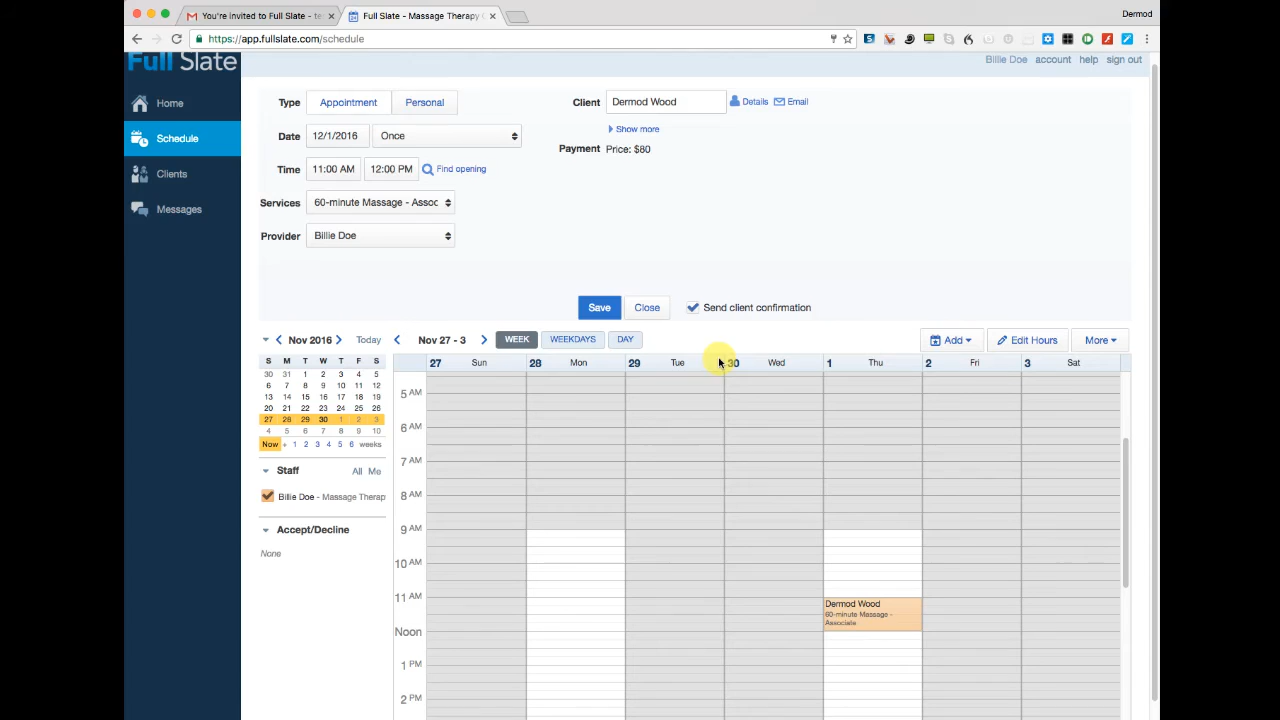 You're invited to Full Slate - te
Full Slate - Massage Therapy
Dermod
https://app.fullslate.com/schedule
Full Slate
Billie Doe account help sign out
Home
Schedule
Clients
Messages
Type Appointment Personal
Client Dermod Wood Details Email
Show more
Date 12/1/2016 Once
Payment Price: $80
Time 11:00 AM 12:00 PM Find opening
Services 60-minute Massage - Assoc
Provider Billie Doe
Save Close Send client confirmation
Nov 2016 Today Nov 27 - 3 WEEK WEEKDAYS DAY Add Edit Hours More
S M T W T F S
30 31 1 2 3 4 5
6 7 8 9 10 11 12
13 14 15 16 17 18 19
20 21 22 23 24 25 26
27 28 29 30 1 2 3
4 5 6 7 8 9 10
Now + 1 2 3 4 5 6 weeks
Staff All Me
Billie Doe - Massage Therap
Accept/Decline
None
27 Sun 28 Mon 29 Tue 30 Wed 1 Thu 2 Fri 3 Sat
5 AM
6 AM
7 AM
8 AM
9 AM
10 AM
11 AM
Noon
1 PM
2 PM
Dermod Wood
60-minute Massage -
Associate